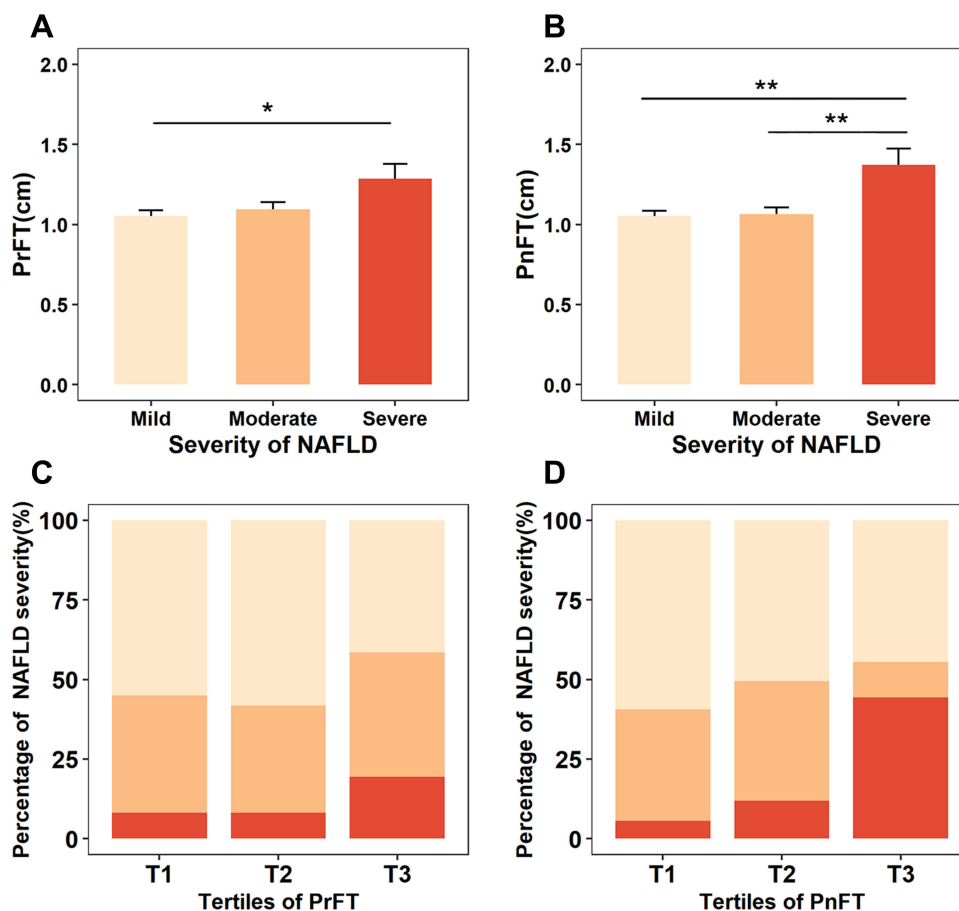 A
PrFT(cm)
2.0
1.5
1.0
0.5
0.0
*
Mild Moderate Severe
Severity of NAFLD
B
PnFT(cm)
2.0
1.5
1.0
0.5
0.0
**
**
Mild Moderate Severe
Severity of NAFLD
C
Percentage of NAFLD severity(%)
100
75
50
25
0
T1 T2 T3
Tertiles of PrFT
D
Percentage of NAFLD severity(%)
100
75
50
25
0
T1 T2 T3
Tertiles of PnFT